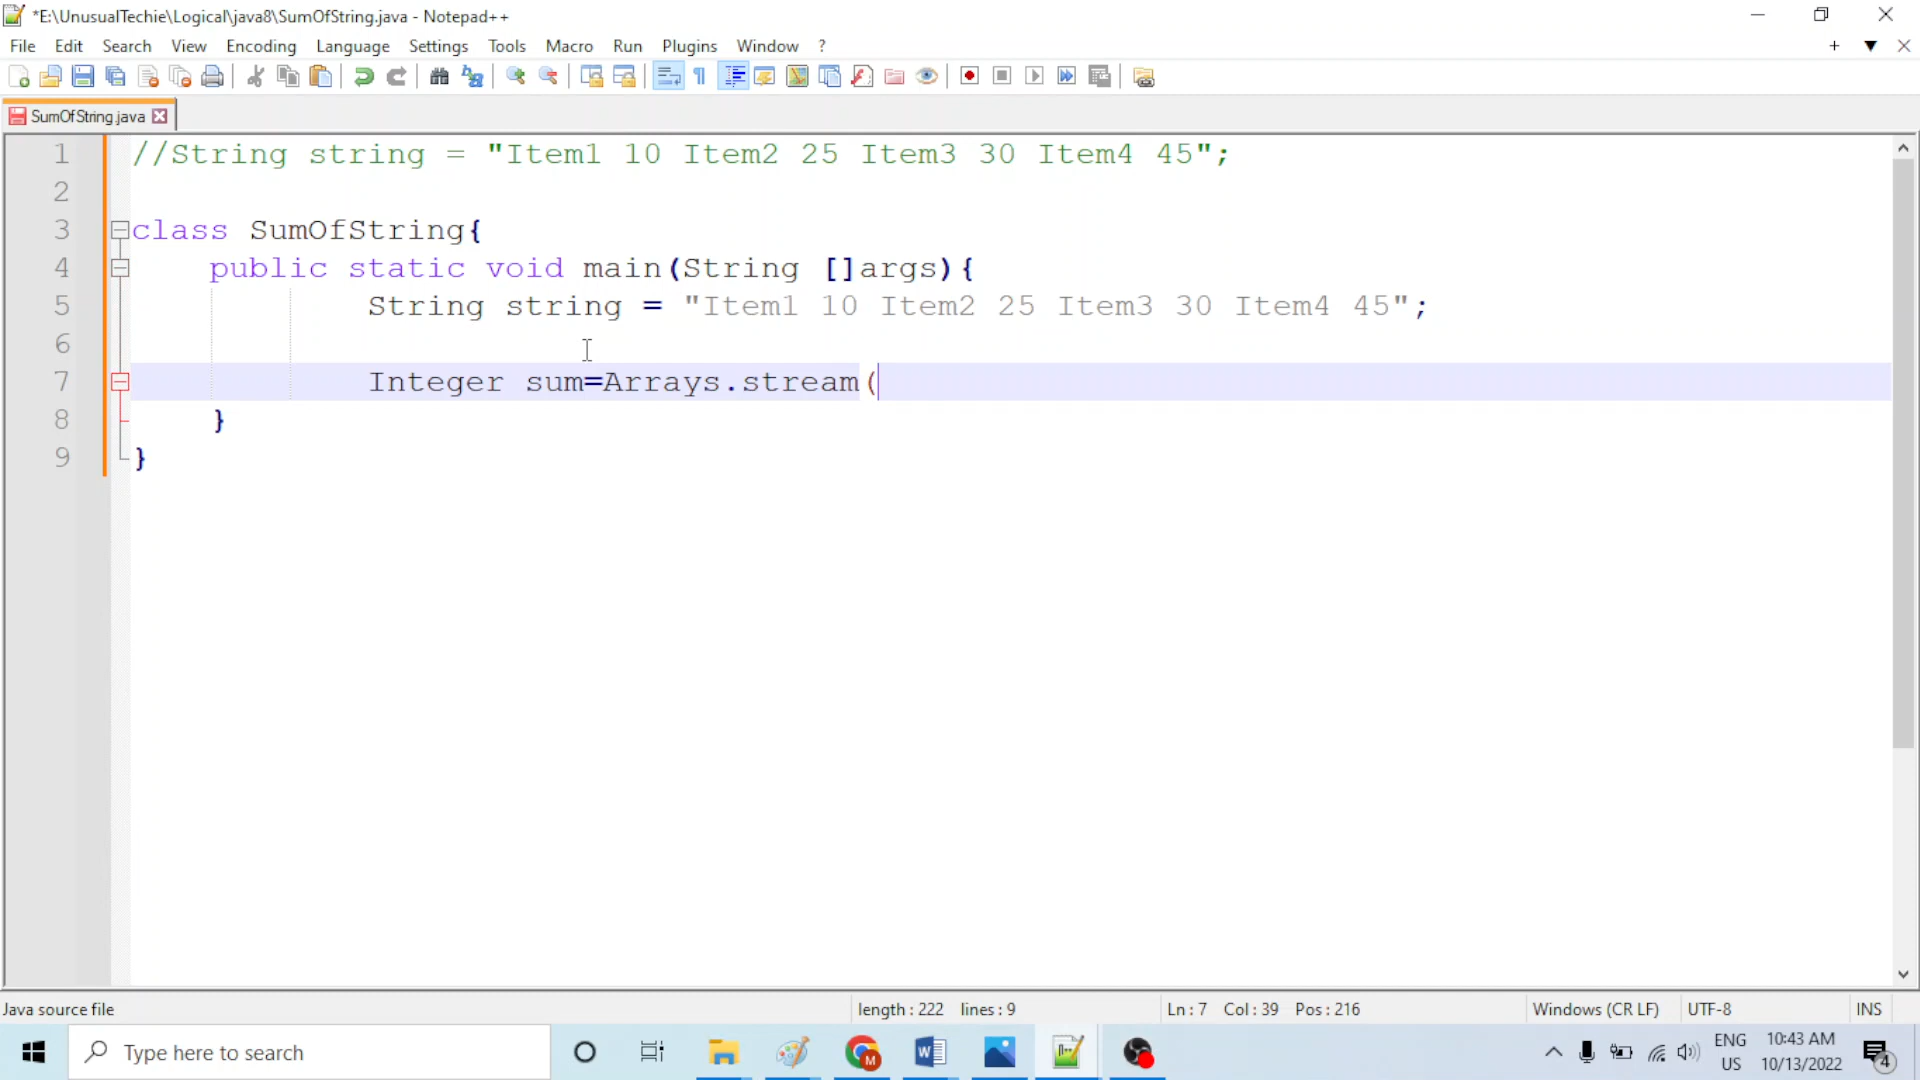 *E:\UnusualTechie\Logical\java8\SumOfString.java - Notepad++
File Edit Search View Encoding Language Settings Tools Macro Run Plugins Window ?
SumOfString.java
1 //String string = "Item1 10 Item2 25 Item3 30 Item4 45";
2
3 class SumOfString{
4 public static void main(String []args){
5 String string = "Item1 10 Item2 25 Item3 30 Item4 45";
6
7 Integer sum=Arrays.stream(
8 }
9 }
Java source file length : 222 lines : 9 Ln : 7 Col : 39 Pos : 216 Windows (CR LF) UTF-8 INS
Type here to search
M
W
ENG
US
10:43 AM
10/13/2022
4